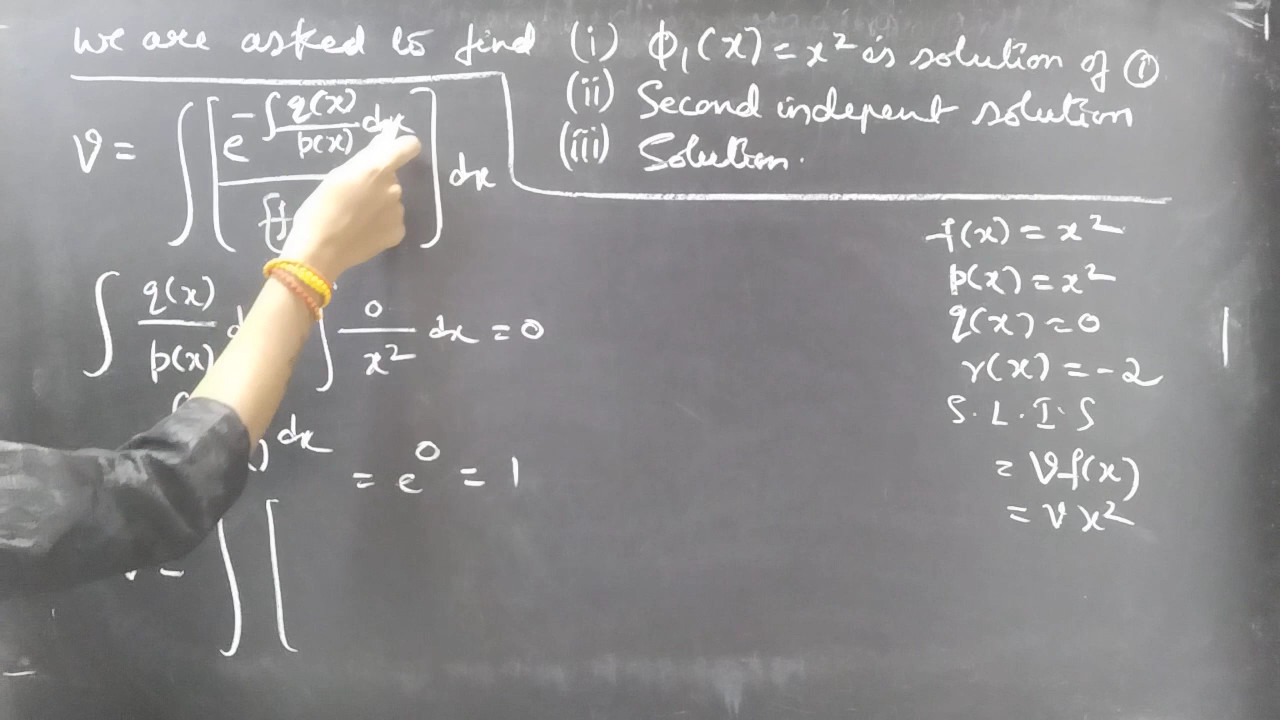 we are asked to find (i) φ₁(x) = x² is solution of ①
(ii) Second indepent solution
(iii) Solution.
v = ∫ [ e^(-∫ q(x)/p(x) dx) / (f ] dx
f(x) = x²
p(x) = x²
q(x) = 0
r(x) = -2
S. L. I. S
= v f(x)
= v x²
∫ q(x)/p(x) d ∫ 0/x² dx = 0
dx = e⁰ = 1
v = ∫ [